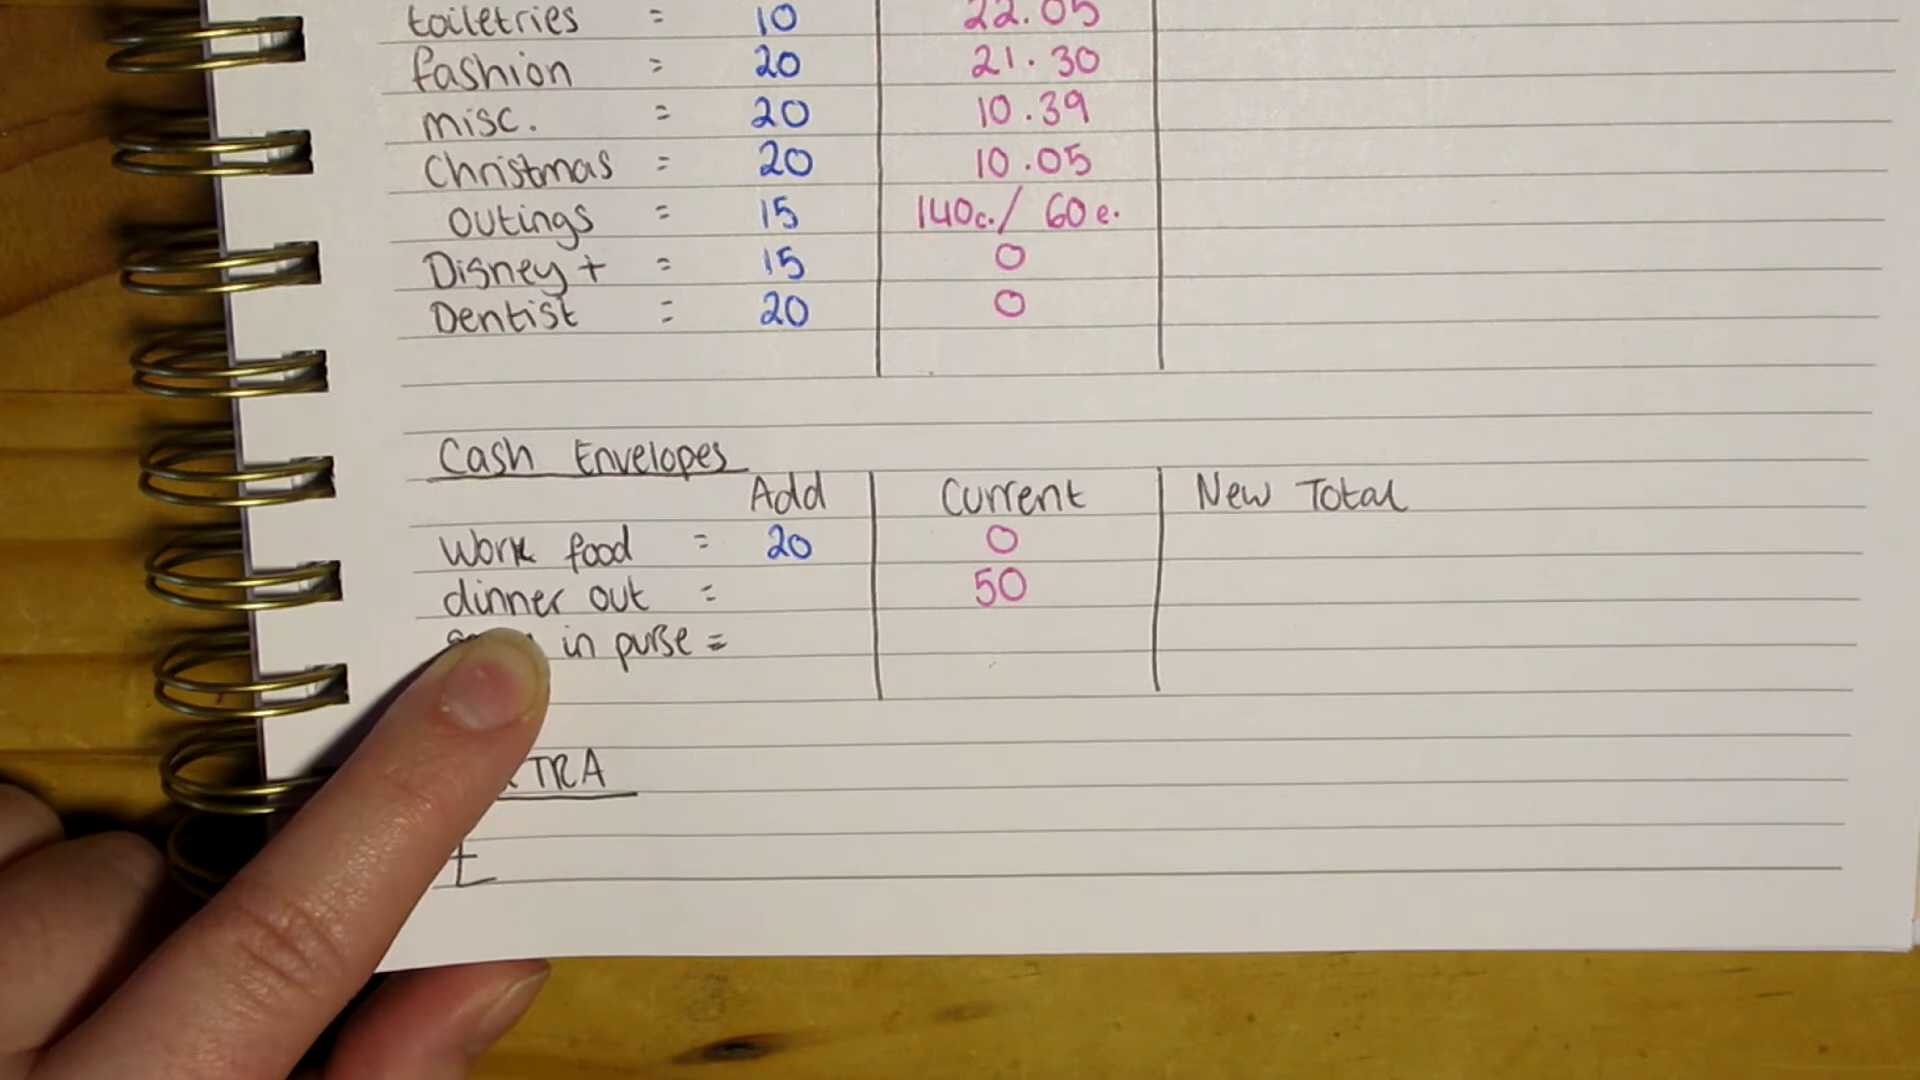 toiletries = 10 22.05
fashion = 20 21.30
misc. = 20 10.39
Christmas = 20 10.05
outings = 15 140c./ 60e.
Disney + = 15 0
Dentist = 20 0
Cash Envelopes
Add Current New Total
Work food = 20 0
dinner out = 50
in purse =
TRA
£